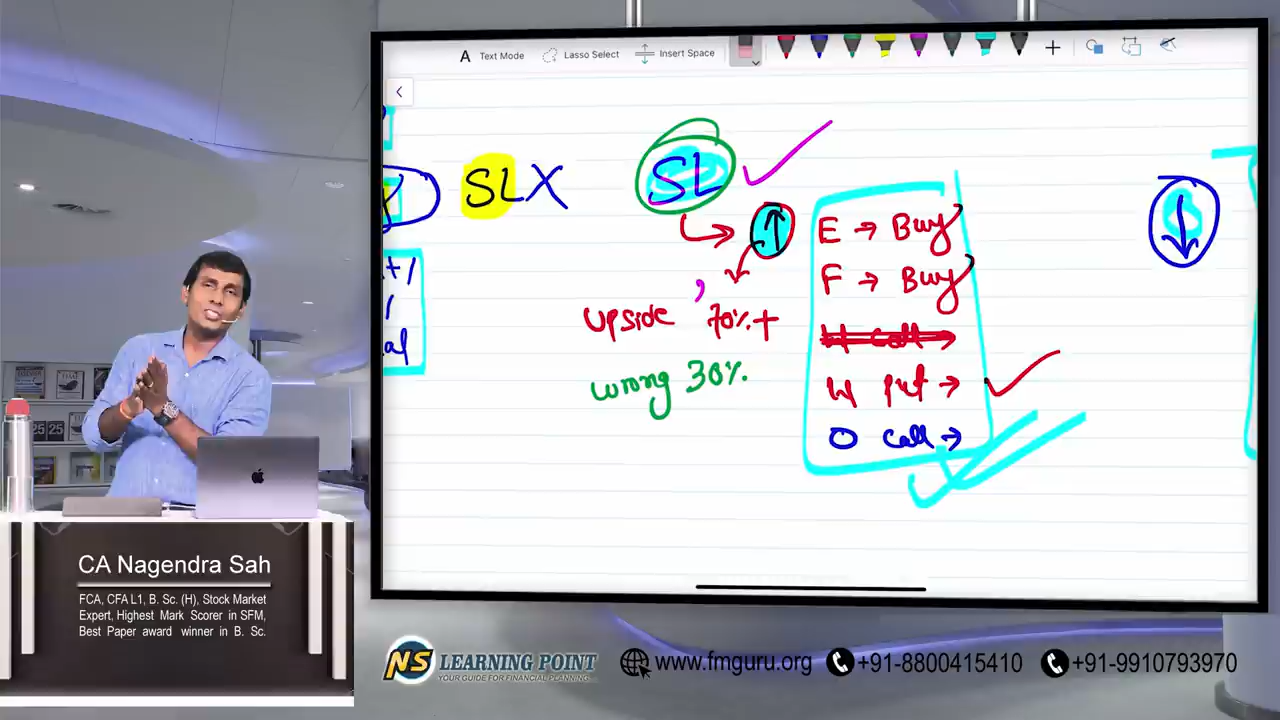 Text Mode
Lasso Select
Insert Space
SLX
SL
E → Buy
F → Buy
upside 70%+
wrong 30%
W call →
W put →
O call →
CA Nagendra Sah
FCA, CFA L1, B. Sc. (H), Stock Market
Expert, Highest Mark Scorer in SFM,
Best Paper award winner in B. Sc.
NS LEARNING POINT
YOUR GUIDE FOR FINANCIAL PLANNING...
www.fmguru.org
+91-8800415410
+91-9910793970